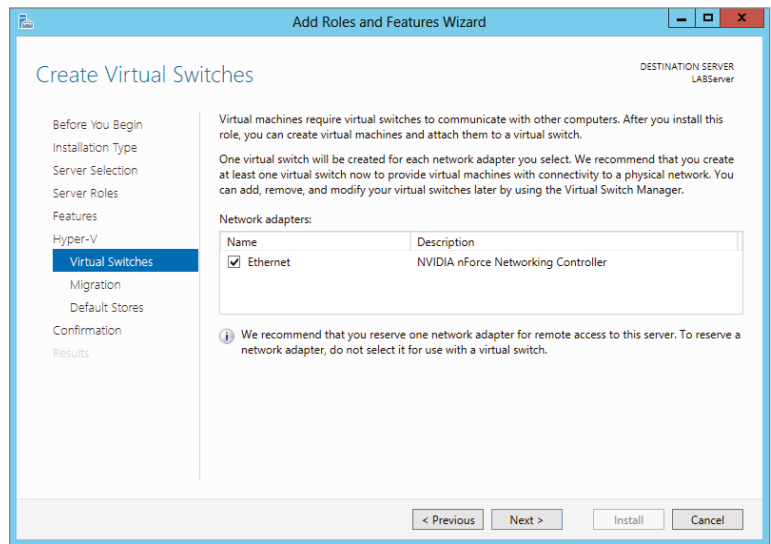 Add Roles and Features Wizard
x
Create Virtual Switches
DESTINATION SERVER
LABServer
Before You Begin
Installation Type
Server Selection
Server Roles
Features
Hyper-V
Virtual Switches
Migration
Default Stores
Confirmation
Results
Virtual machines require virtual switches to communicate with other computers. After you install this
role, you can create virtual machines and attach them to a virtual switch.
One virtual switch will be created for each network adapter you select. We recommend that you create
at least one virtual switch now to provide virtual machines with connectivity to a physical network. You
can add, remove, and modify your virtual switches later by using the Virtual Switch Manager.
Network adapters:
Name Description
Ethernet NVIDIA nForce Networking Controller
We recommend that you reserve one network adapter for remote access to this server. To reserve a
network adapter, do not select it for use with a virtual switch.
< Previous Next > Install Cancel